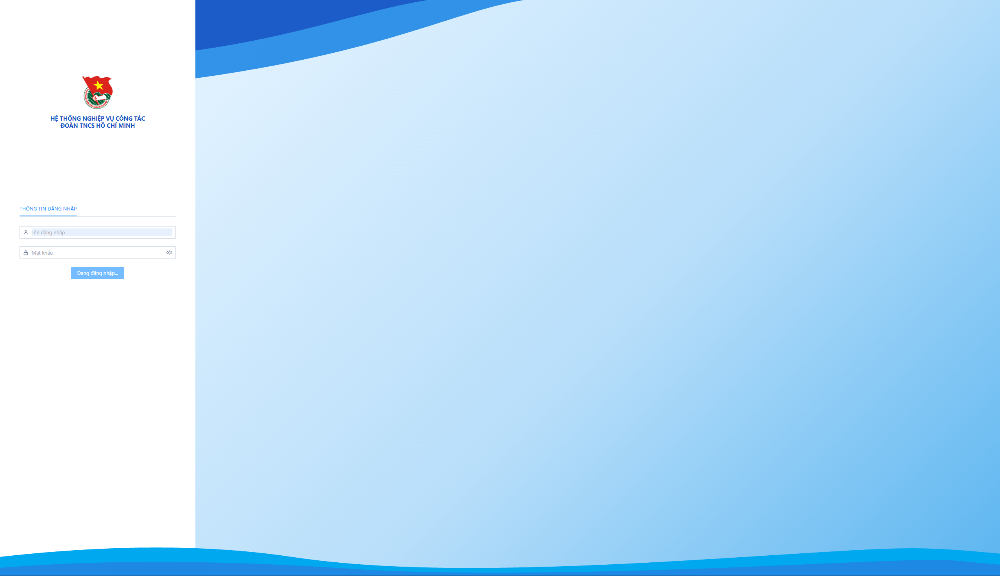 HỆ THỐNG NGHIỆP VỤ CÔNG TÁC
ĐOÀN TNCS HỒ CHÍ MINH
THÔNG TIN ĐĂNG NHẬP
Tên đăng nhập
Mật khẩu
Đang đăng nhập...